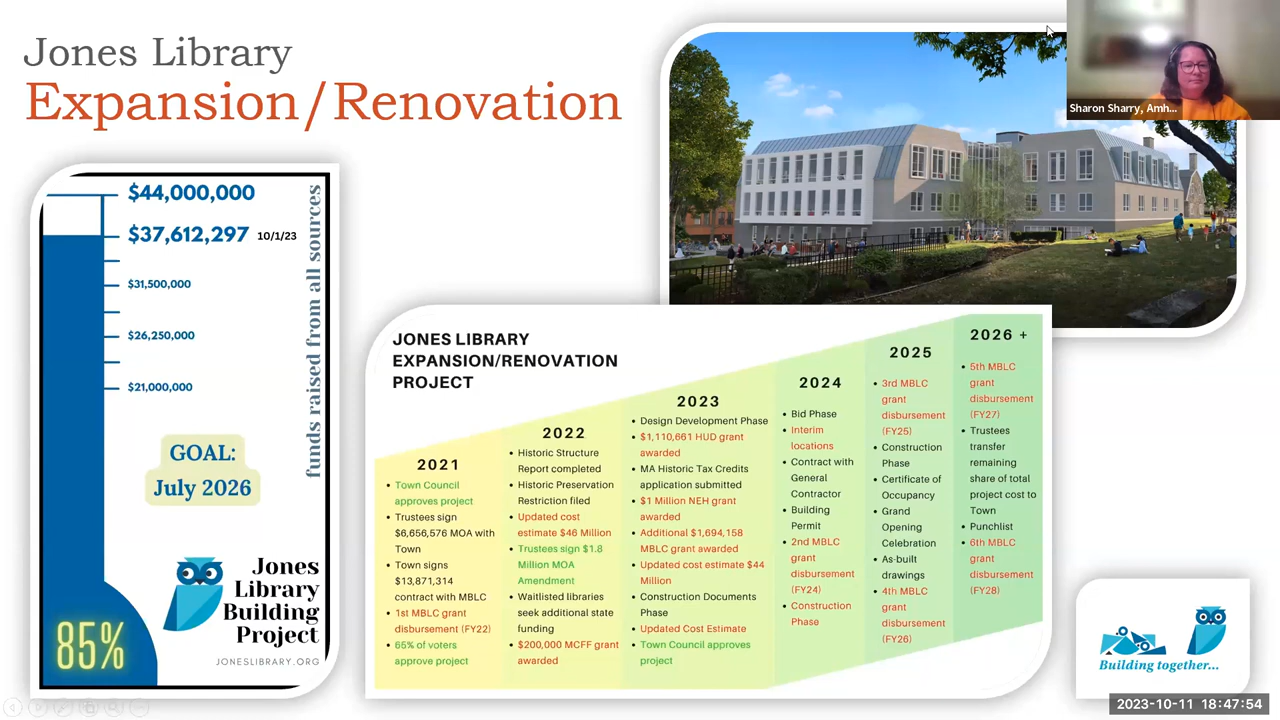 Jones Library
Expansion/Renovation
Sharon Sharry, Amh...
$44,000,000
$37,612,297 10/1/23
$31,500,000
$26,250,000
$21,000,000
funds raised from all sources
GOAL:
July 2026
Jones
Library
Building
Project
JONESLIBRARY.ORG
85%
JONES LIBRARY
EXPANSION/RENOVATION
PROJECT
2021
• Town Council
approves project
• Trustees sign
$6,656,576 MOA with
Town
• Town signs
$13,871,314
contract with MBLC
• 1st MBLC grant
disbursement (FY22)
• 65% of voters
approve project
2022
• Historic Structure
Report completed
• Historic Preservation
Restriction filed
• Updated cost
estimate $46 Million
• Trustees sign $1.8
Million MOA
Amendment
• Waitlisted libraries
seek additional state
funding
• $200,000 MCFF grant
awarded
2023
• Design Development Phase
• $1,110,661 HUD grant
awarded
• MA Historic Tax Credits
application submitted
• $1 Million NEH grant
awarded
• Additional $1,694,158
MBLC grant awarded
• Updated cost estimate $44
Million
• Construction Documents
Phase
• Updated Cost Estimate
• Town Council approves
project
2024
• Bid Phase
• Interim
locations
• Contract with
General
Contractor
• Building
Permit
• 2nd MBLC
grant
disbursement
(FY24)
• Construction
Phase
2025
• 3rd MBLC
grant
disbursement
(FY25)
• Construction
Phase
• Certificate of
Occupancy
• Grand
Opening
Celebration
• As-built
drawings
• 4th MBLC
grant
disbursement
(FY26)
2026 +
• 5th MBLC
grant
disbursement
(FY27)
• Trustees
transfer
remaining
share of total
project cost to
Town
• Punchlist
• 6th MBLC
grant
disbursement
(FY28)
Building together...
2023-10-11 18:47:54